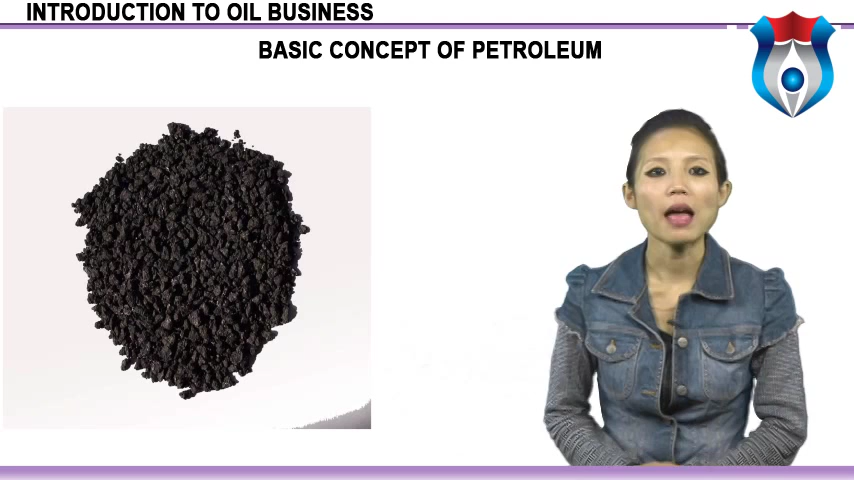 INTRODUCTION TO OIL BUSINESS
BASIC CONCEPT OF PETROLEUM